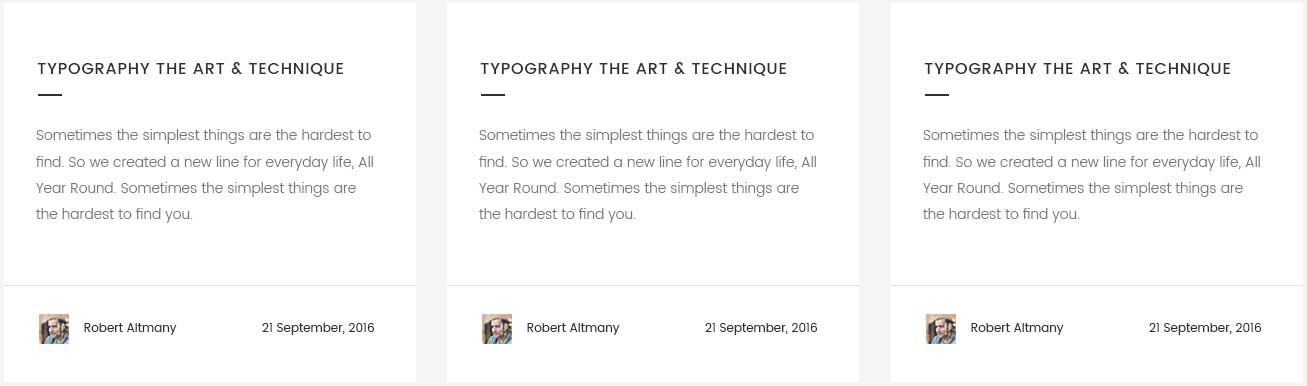 TYPOGRAPHY THE ART & TECHNIQUE
Sometimes the simplest things are the hardest to
find. So we created a new line for everyday life, All
Year Round. Sometimes the simplest things are
the hardest to find you.
Robert Altmany
21 September, 2016
TYPOGRAPHY THE ART & TECHNIQUE
Sometimes the simplest things are the hardest to
find. So we created a new line for everyday life, All
Year Round. Sometimes the simplest things are
the hardest to find you.
Robert Altmany
21 September, 2016
TYPOGRAPHY THE ART & TECHNIQUE
Sometimes the simplest things are the hardest to
find. So we created a new line for everyday life, All
Year Round. Sometimes the simplest things are
the hardest to find you.
Robert Altmany
21 September, 2016